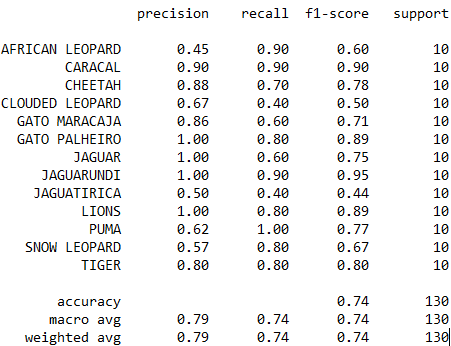 precision recall f1-score support
AFRICAN LEOPARD 0.45 0.90 0.60 10
CARACAL 0.90 0.90 0.90 10
CHEETAH 0.88 0.70 0.78 10
CLOUDED LEOPARD 0.67 0.40 0.50 10
GATO MARACAJA 0.86 0.60 0.71 10
GATO PALHEIRO 1.00 0.80 0.89 10
JAGUAR 1.00 0.60 0.75 10
JAGUARUNDI 1.00 0.90 0.95 10
JAGUATIRICA 0.50 0.40 0.44 10
LIONS 1.00 0.80 0.89 10
PUMA 0.62 1.00 0.77 10
SNOW LEOPARD 0.57 0.80 0.67 10
TIGER 0.80 0.80 0.80 10
accuracy 0.74 130
macro avg 0.79 0.74 0.74 130
weighted avg 0.79 0.74 0.74 130